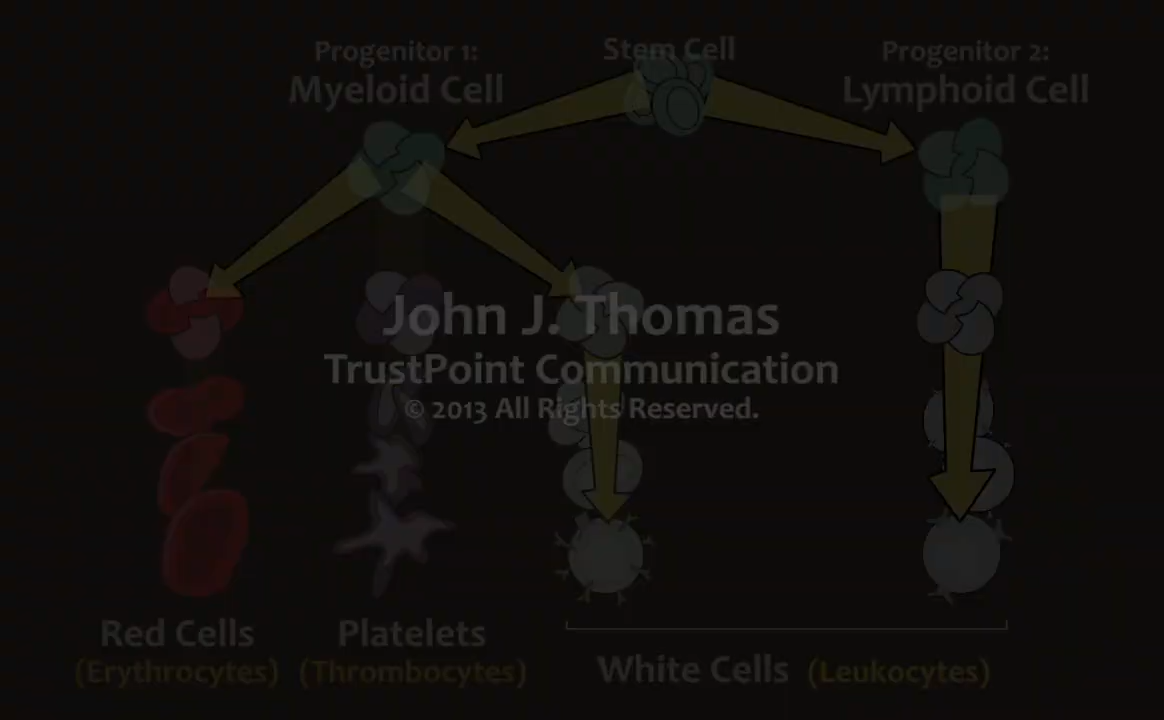 Stem Cell
Progenitor 1:
Myeloid Cell
Progenitor 2:
Lymphoid Cell
John J. Thomas
TrustPoint Communication
© 2013 All Rights Reserved.
Red Cells
(Erythrocytes)
Platelets
(Thrombocytes)
White Cells (Leukocytes)